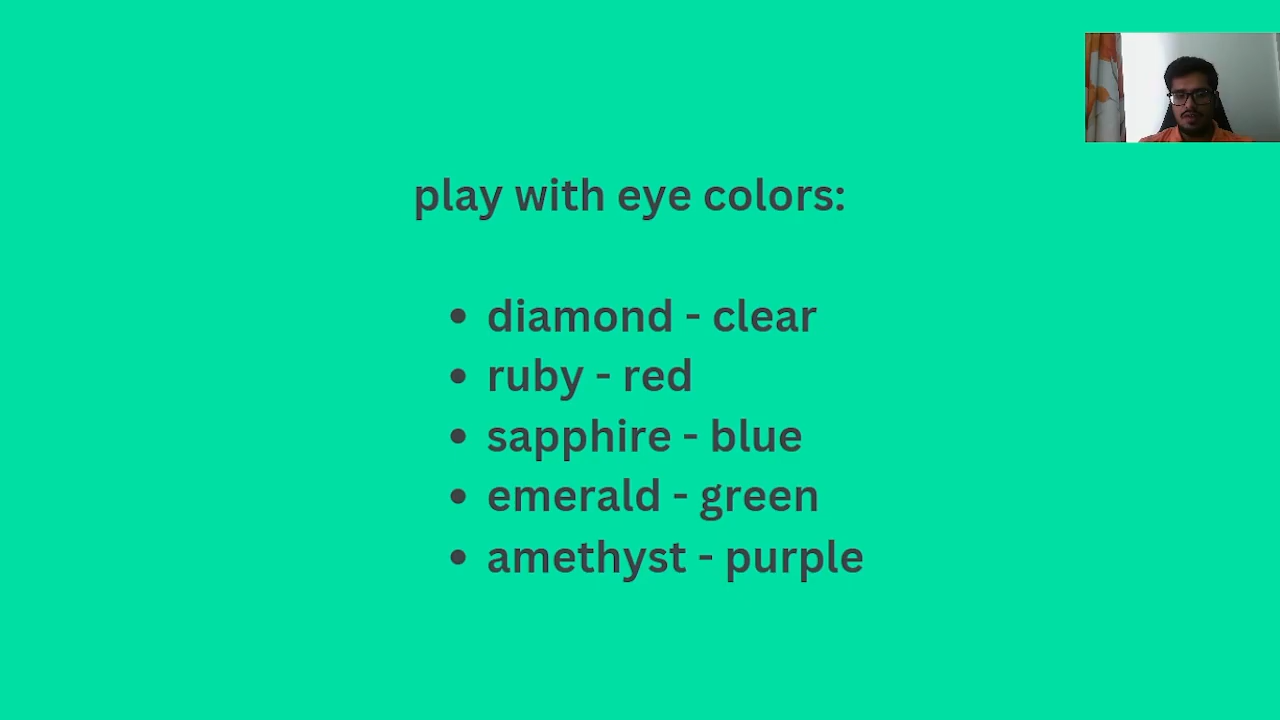 play with eye colors:
• diamond - clear
• ruby - red
• sapphire - blue
• emerald - green
• amethyst - purple